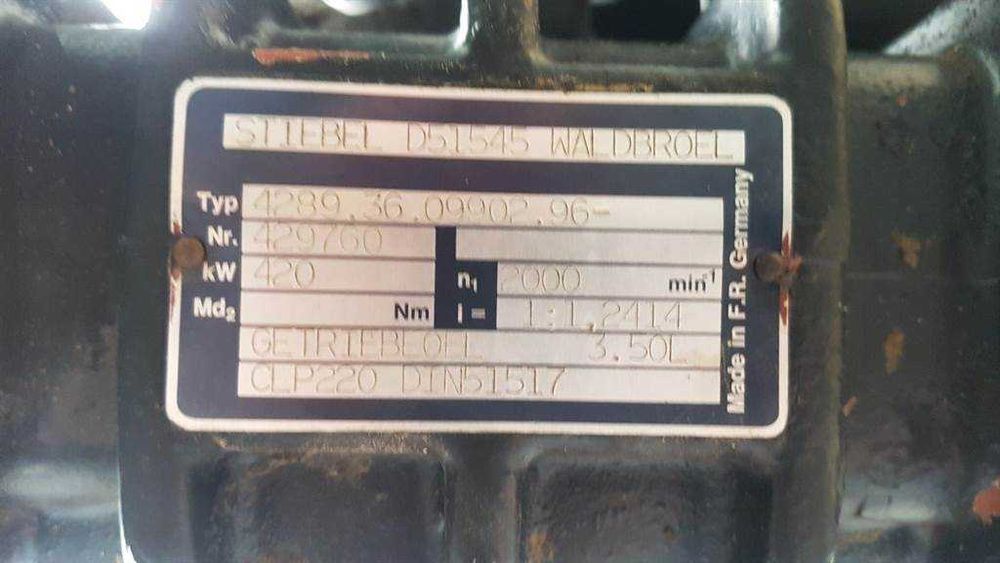 STIEBEL D51545 WALDBROEL
Typ 4289.36.09902.96-
Nr. 429760
kW 420 n₁ 2000 min⁻¹
Md₂ Nm i = 1:1,2414
GETRIEBEOEL 3.50L
CLP220 DIN51517
Made in F.R. Germany